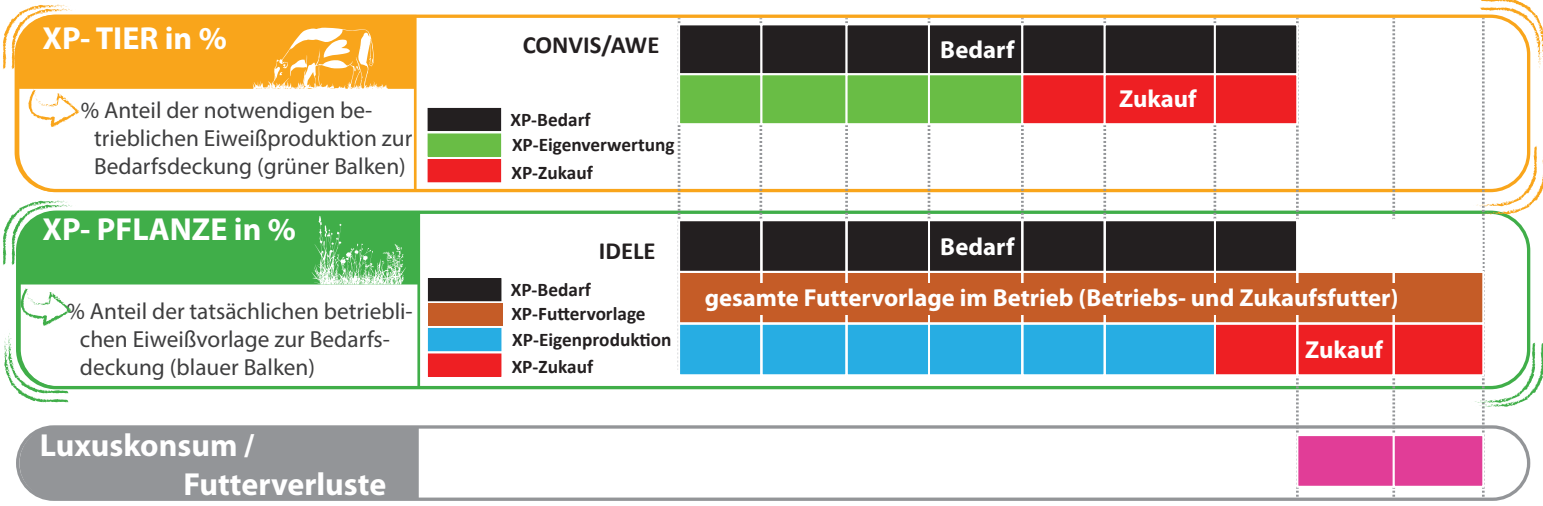 XP- TIER in %
% Anteil der notwendigen be-
trieblichen Eiweißproduktion zur
Bedarfsdeckung (grüner Balken)
CONVIS/AWE
XP-Bedarf
XP-Eigenverwertung
XP-Zukauf
Bedarf
Zukauf
XP- PFLANZE in %
% Anteil der tatsächlichen betriebli-
chen Eiweißvorlage zur Bedarfs-
deckung (blauer Balken)
IDELE
XP-Bedarf
XP-Futtervorlage
XP-Eigenproduktion
XP-Zukauf
Bedarf
gesamte Futtervorlage im Betrieb (Betriebs- und Zukaufsfutter)
Zukauf
Luxuskonsum /
Futterverluste